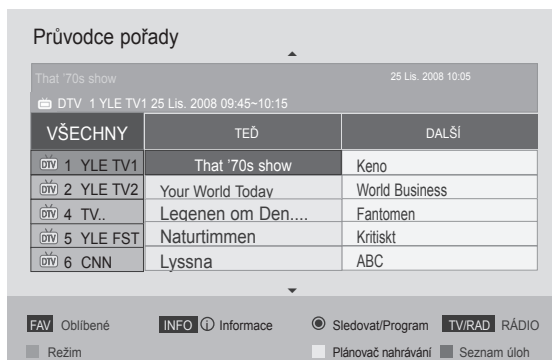 Průvodce pořady
That '70s show 25 Lis. 2008 10:05
DTV 1 YLE TV1 25 Lis. 2008 09:45~10:15
VŠECHNY TEĎ DALŠÍ
DTV 1 YLE TV1 That '70s show Keno
DTV 2 YLE TV2 Your World Today World Business
DTV 4 TV.. Legenen om Den.... Fantomen
DTV 5 YLE FST Naturtimmen Kritiskt
DTV 6 CNN Lyssna ABC
FAV Oblíbené INFO i Informace Sledovat/Program TV/RAD RÁDIO
Režim Plánovač nahrávání Seznam úloh